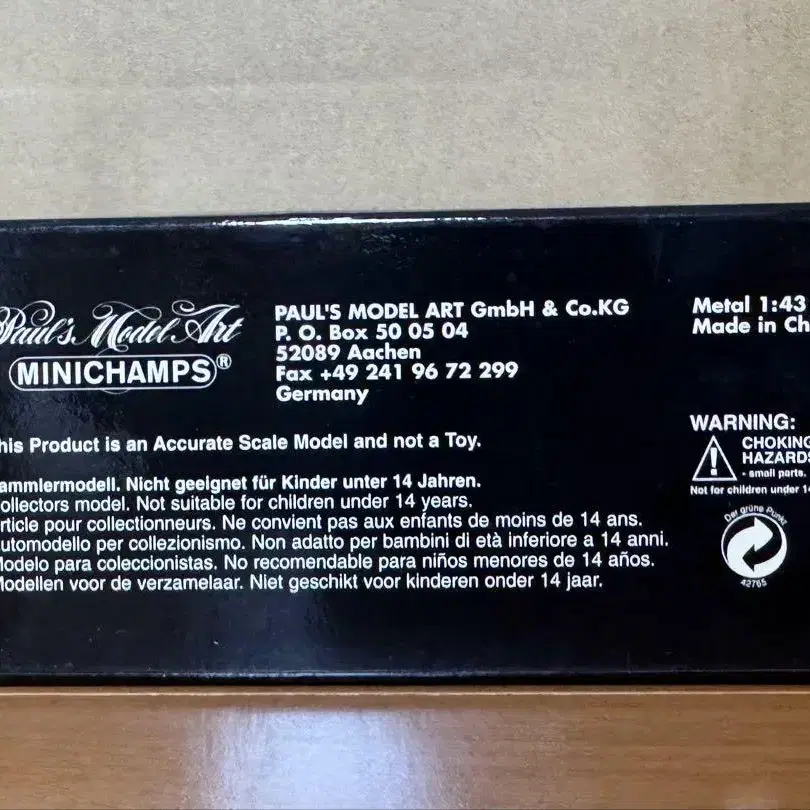 Paul's Model Art
MINICHAMPS®
PAUL'S MODEL ART GmbH & Co.KG
P. O. Box 50 05 04
52089 Aachen
Fax +49 241 96 72 299
Germany
Metal 1:43
Made in Ch
his Product is an Accurate Scale Model and not a Toy.
ammlermodell. Nicht geeignet für Kinder unter 14 Jahren.
ollectors model. Not suitable for children under 14 years.
rticle pour collectionneurs. Ne convient pas aux enfants de moins de 14 ans.
utomodello per collezionismo. Non adatto per bambini di età inferiore a 14 anni.
odelo para coleccionistas. No recomendable para niños menores de 14 años.
odellen voor de verzamelaar. Niet geschikt voor kinderen onder 14 jaar.
WARNING:
CHOKING
HAZARDS
- small parts.
Not for children under 14
Der grüne Punkt
42765